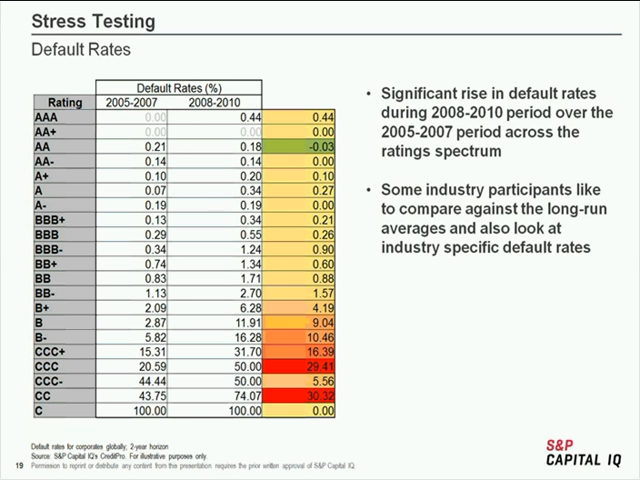 Stress Testing
Default Rates
Default Rates (%)
Rating 2005-2007 2008-2010
AAA 0.00 0.44 0.44
AA+ 0.00 0.00 0.00
AA 0.21 0.18 -0.03
AA- 0.14 0.14 0.00
A+ 0.10 0.20 0.10
A 0.07 0.34 0.27
A- 0.19 0.19 0.00
BBB+ 0.13 0.34 0.21
BBB 0.29 0.55 0.26
BBB- 0.34 1.24 0.90
BB+ 0.74 1.34 0.60
BB 0.83 1.71 0.88
BB- 1.13 2.70 1.57
B+ 2.09 6.28 4.19
B 2.87 11.91 9.04
B- 5.82 16.28 10.46
CCC+ 15.31 31.70 16.39
CCC 20.59 50.00 29.41
CCC- 44.44 50.00 5.56
CC 43.75 74.07 30.32
C 100.00 100.00 0.00
• Significant rise in default rates
during 2008-2010 period over the
2005-2007 period across the
ratings spectrum
• Some industry participants like
to compare against the long-run
averages and also look at
industry specific default rates
Default rates for corporates globally; 2-year horizon
Source: S&P Capital IQ's CreditPro. For illustrative purposes only.
19 Permission to reprint or distribute any content from this presentation requires the prior written approval of S&P Capital IQ.
S&P
CAPITAL IQ